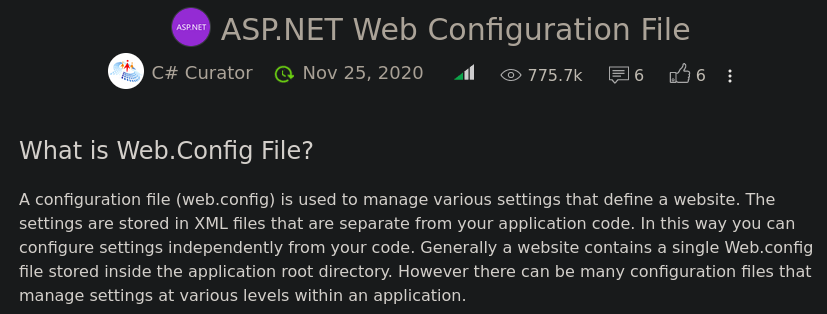 ASP.NET ASP.NET Web Configuration File
C# Curator Nov 25, 2020 775.7k 6 6
What is Web.Config File?
A configuration file (web.config) is used to manage various settings that define a website. The
settings are stored in XML files that are separate from your application code. In this way you can
configure settings independently from your code. Generally a website contains a single Web.config
file stored inside the application root directory. However there can be many configuration files that
manage settings at various levels within an application.